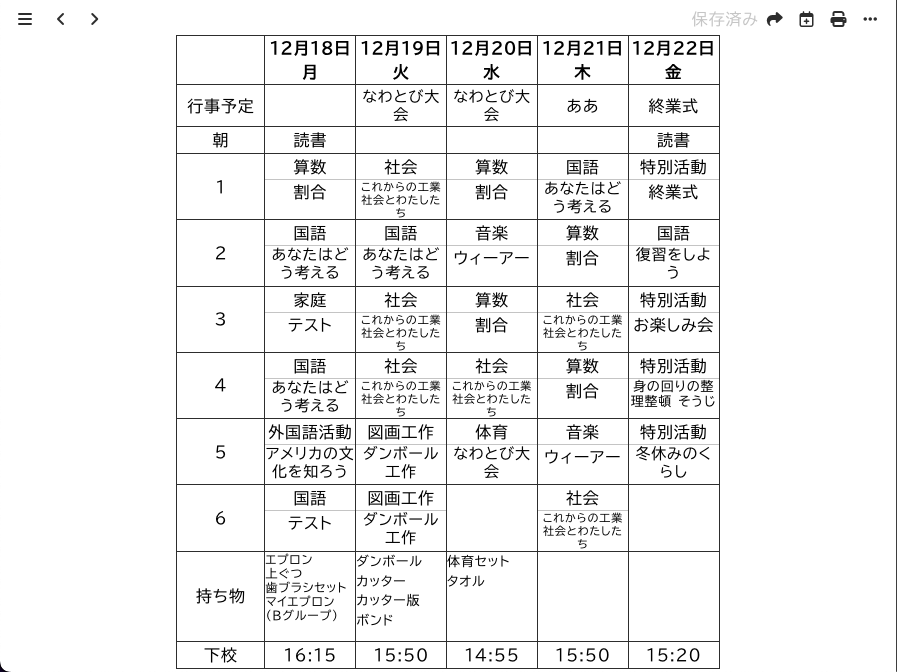 保存済み
12月18日 12月19日 12月20日 12月21日 12月22日
月 火 水 木 金
行事予定 なわとび大会 なわとび大会 ああ 終業式
朝 読書 読書
1 算数 社会 算数 国語 特別活動
割合 これからの工業社会とわたしたち 割合 あなたはどう考える 終業式
2 国語 国語 音楽 算数 国語
あなたはどう考える あなたはどう考える ウィーアー 割合 復習をしよう
3 家庭 社会 算数 社会 特別活動
テスト これからの工業社会とわたしたち 割合 これからの工業社会とわたしたち お楽しみ会
4 国語 社会 社会 算数 特別活動
あなたはどう考える これからの工業社会とわたしたち これからの工業社会とわたしたち 割合 身の回りの整理整頓 そうじ
5 外国語活動 図画工作 体育 音楽 特別活動
アメリカの文化を知ろう ダンボール工作 なわとび大会 ウィーアー 冬休みのくらし
6 国語 図画工作 社会
テスト ダンボール工作 これからの工業社会とわたしたち
持ち物
エプロン
上ぐつ
歯ブラシセット
マイエプロン
（Bグループ）
ダンボール
カッター
カッター版
ボンド
体育セット
タオル
下校 16:15 15:50 14:55 15:50 15:20